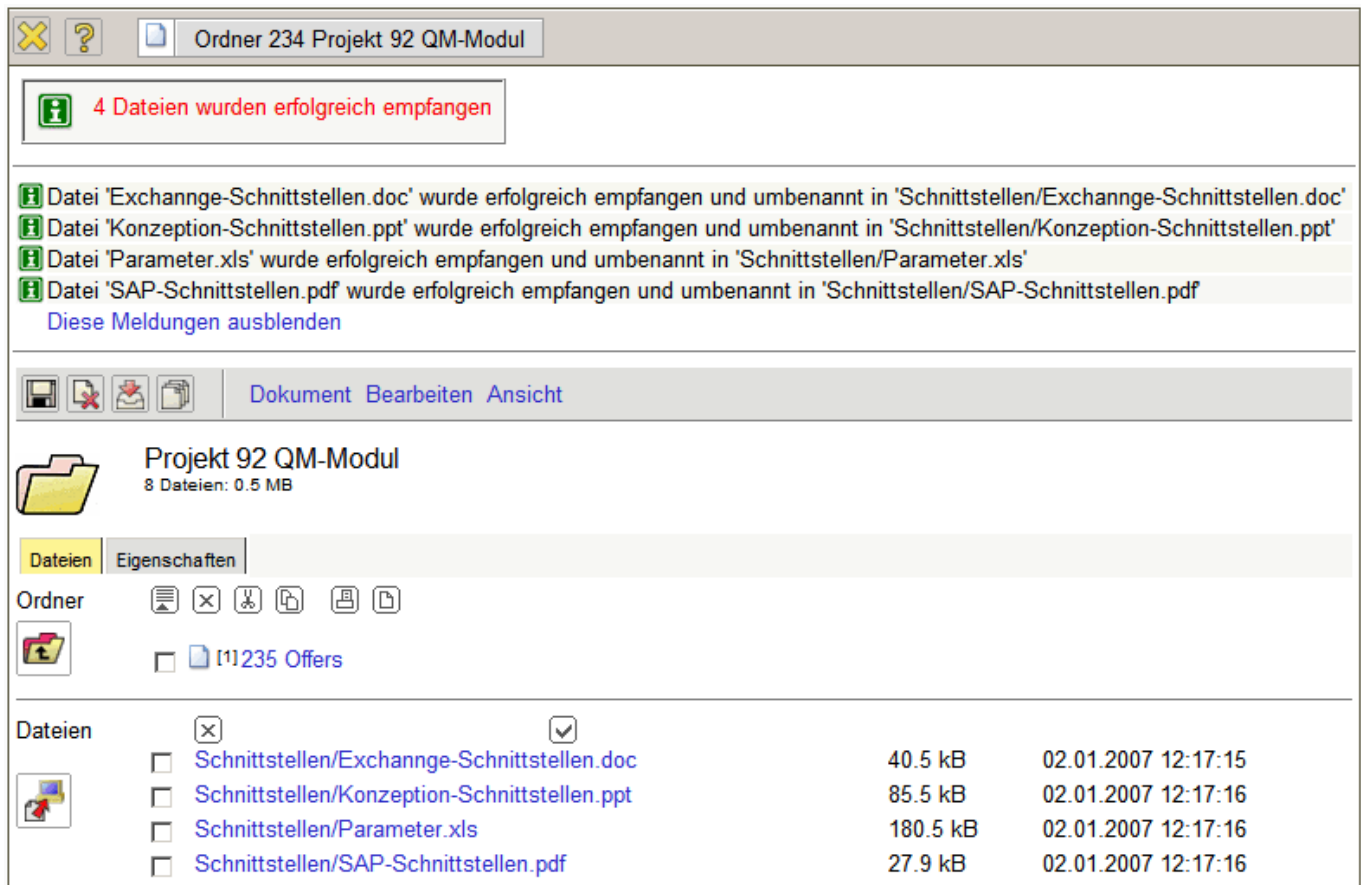 Ordner 234 Projekt 92 QM-Modul
4 Dateien wurden erfolgreich empfangen
Datei 'Exchannge-Schnittstellen.doc' wurde erfolgreich empfangen und umbenannt in 'Schnittstellen/Exchannge-Schnittstellen.doc'
Datei 'Konzeption-Schnittstellen.ppt' wurde erfolgreich empfangen und umbenannt in 'Schnittstellen/Konzeption-Schnittstellen.ppt'
Datei 'Parameter.xls' wurde erfolgreich empfangen und umbenannt in 'Schnittstellen/Parameter.xls'
Datei 'SAP-Schnittstellen.pdf' wurde erfolgreich empfangen und umbenannt in 'Schnittstellen/SAP-Schnittstellen.pdf'
Diese Meldungen ausblenden
Dokument Bearbeiten Ansicht
Projekt 92 QM-Modul
8 Dateien: 0.5 MB
Dateien Eigenschaften
Ordner
[1] 235 Offers
Dateien
Schnittstellen/Exchannge-Schnittstellen.doc 40.5 kB 02.01.2007 12:17:15
Schnittstellen/Konzeption-Schnittstellen.ppt 85.5 kB 02.01.2007 12:17:16
Schnittstellen/Parameter.xls 180.5 kB 02.01.2007 12:17:16
Schnittstellen/SAP-Schnittstellen.pdf 27.9 kB 02.01.2007 12:17:16